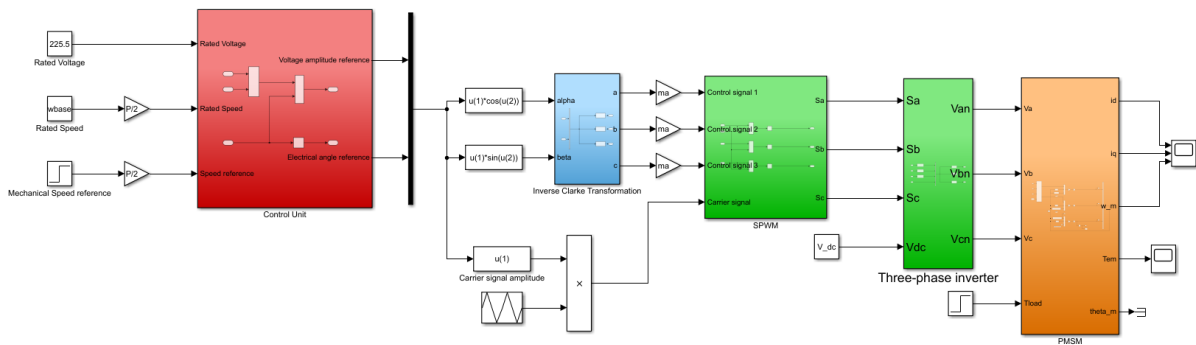 225.5
Rated Voltage
wbase
Rated Speed
Mechanical Speed reference
P/2
P/2
Rated Voltage
Rated Speed
Speed reference
Voltage amplitude reference
Electrical angle reference
Control Unit
u(1)*cos(u(2))
u(1)*sin(u(2))
u(1)
Carrier signal amplitude
×
alpha
beta
a
b
c
Inverse Clarke Transformation
ma
ma
ma
Control signal 1
Control signal 2
Control signal 3
Carrier signal
Sa
Sb
Sc
SPWM
V_dc
Sa
Sb
Sc
Vdc
Van
Vbn
Vcn
Three-phase inverter
Va
Vb
Vc
Tload
id
iq
w_m
Tem
theta_m
PMSM